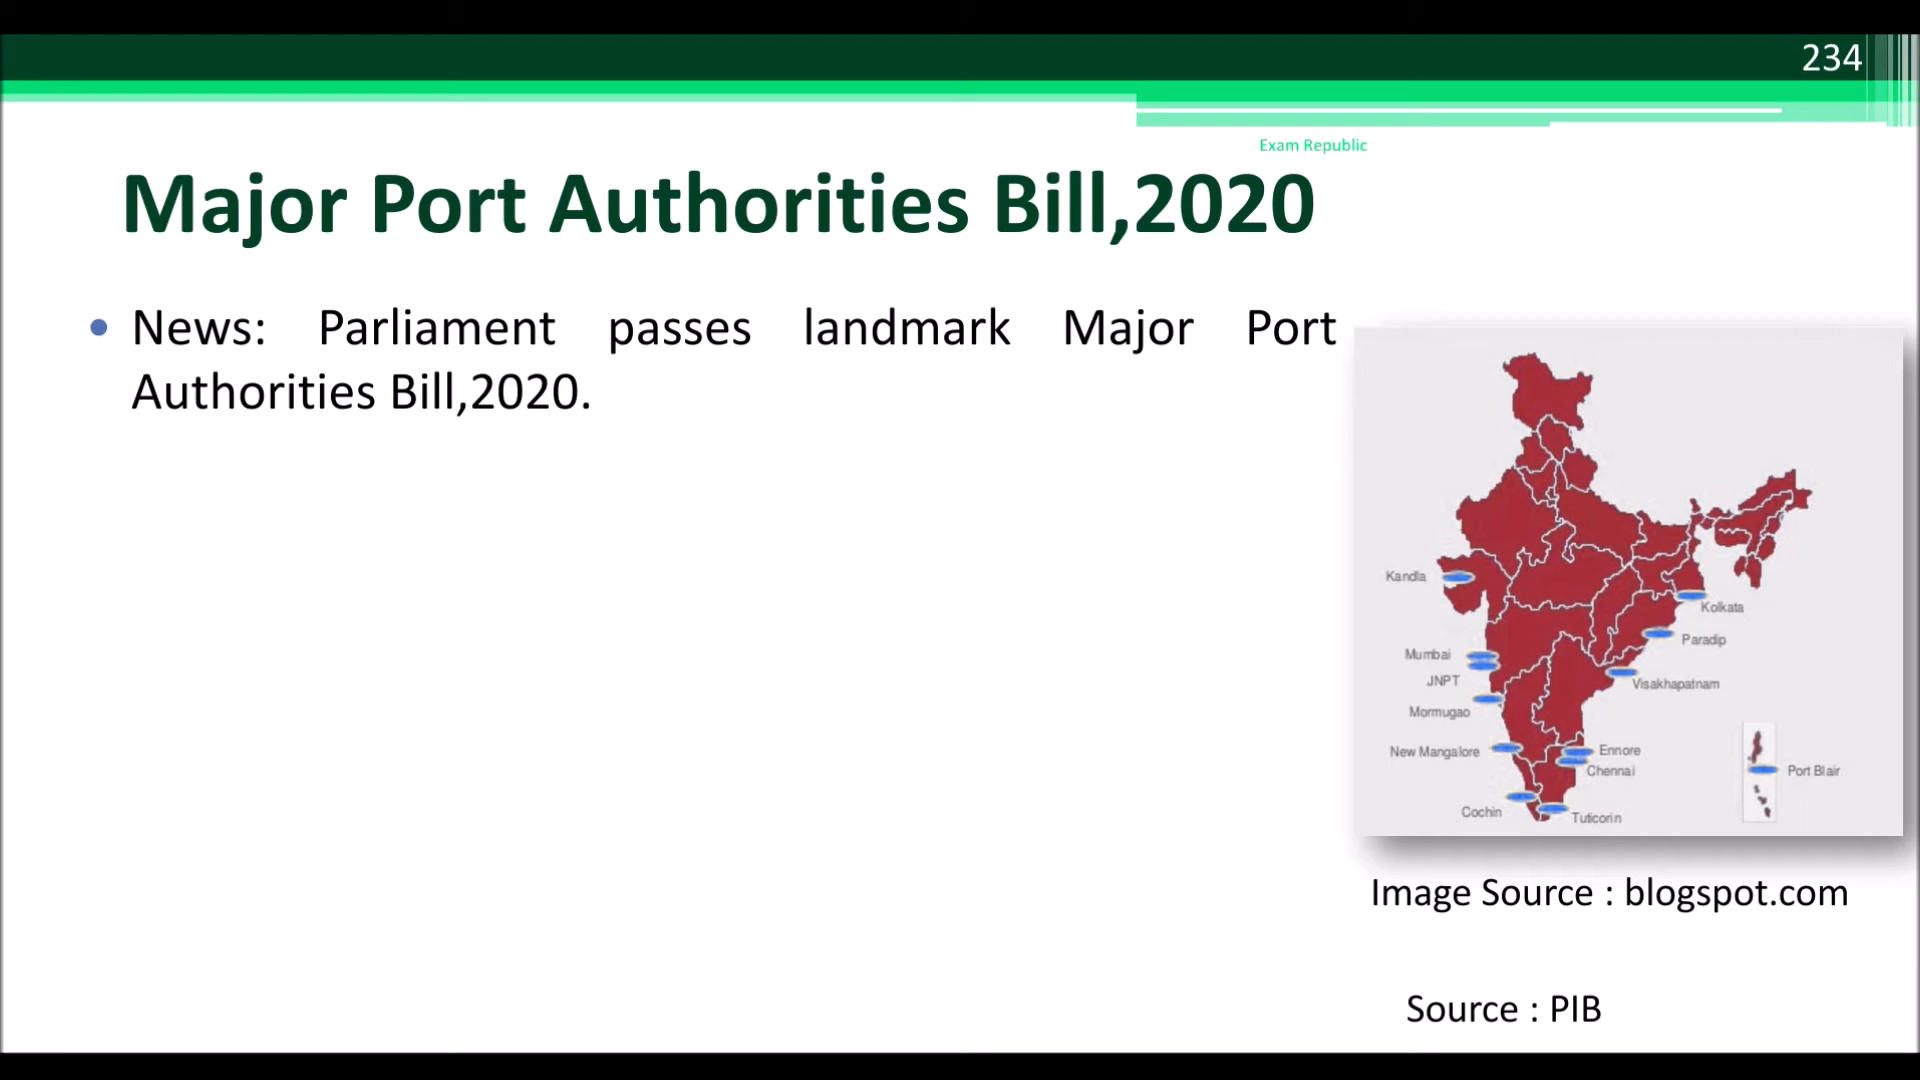 234
Exam Republic
Major Port Authorities Bill,2020
• News: Parliament passes landmark Major Port
Authorities Bill,2020.
Kandla
Kolkata
Paradip
Mumbai
JNPT
Visakhapatnam
Mormugao
New Mangalore
Ennore
Chennai
Port Blair
Cochin
Tuticorin
Image Source : blogspot.com
Source : PIB